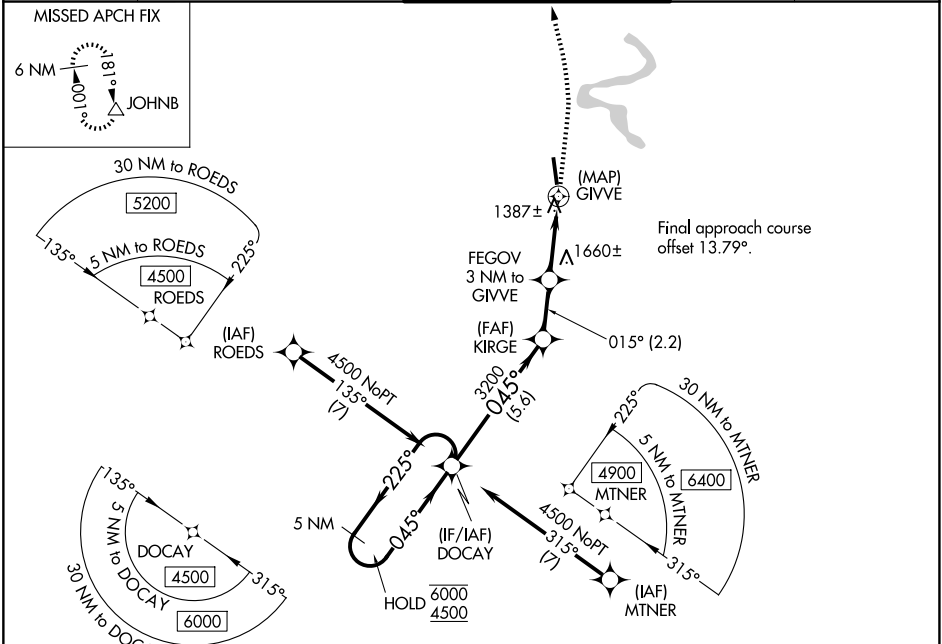 MISSED APCH FIX
6 NM
181°
001°
JOHNB
30 NM to ROEDS
5200
135°
5 NM to ROEDS
225°
4500
ROEDS
(IAF)
ROEDS
4500 NoPT
135°
(7)
(MAP)
GIVVE
1387±
Final approach course
offset 13.79°.
1660±
FEGOV
3 NM to
GIVVE
(FAF)
KIRGE
015° (2.2)
3200
045°
(5.6)
30 NM to MTNER
225°
5 NM to MTNER
4900
MTNER
6400
315°
225°
045°
5 NM
(IF/IAF)
DOCAY
4500 NoPT
315°
(7)
(IAF)
MTNER
HOLD
6000
4500
135°
DOCAY
5 NM to DOCAY
4500
315°
6000
30 NM to DOC